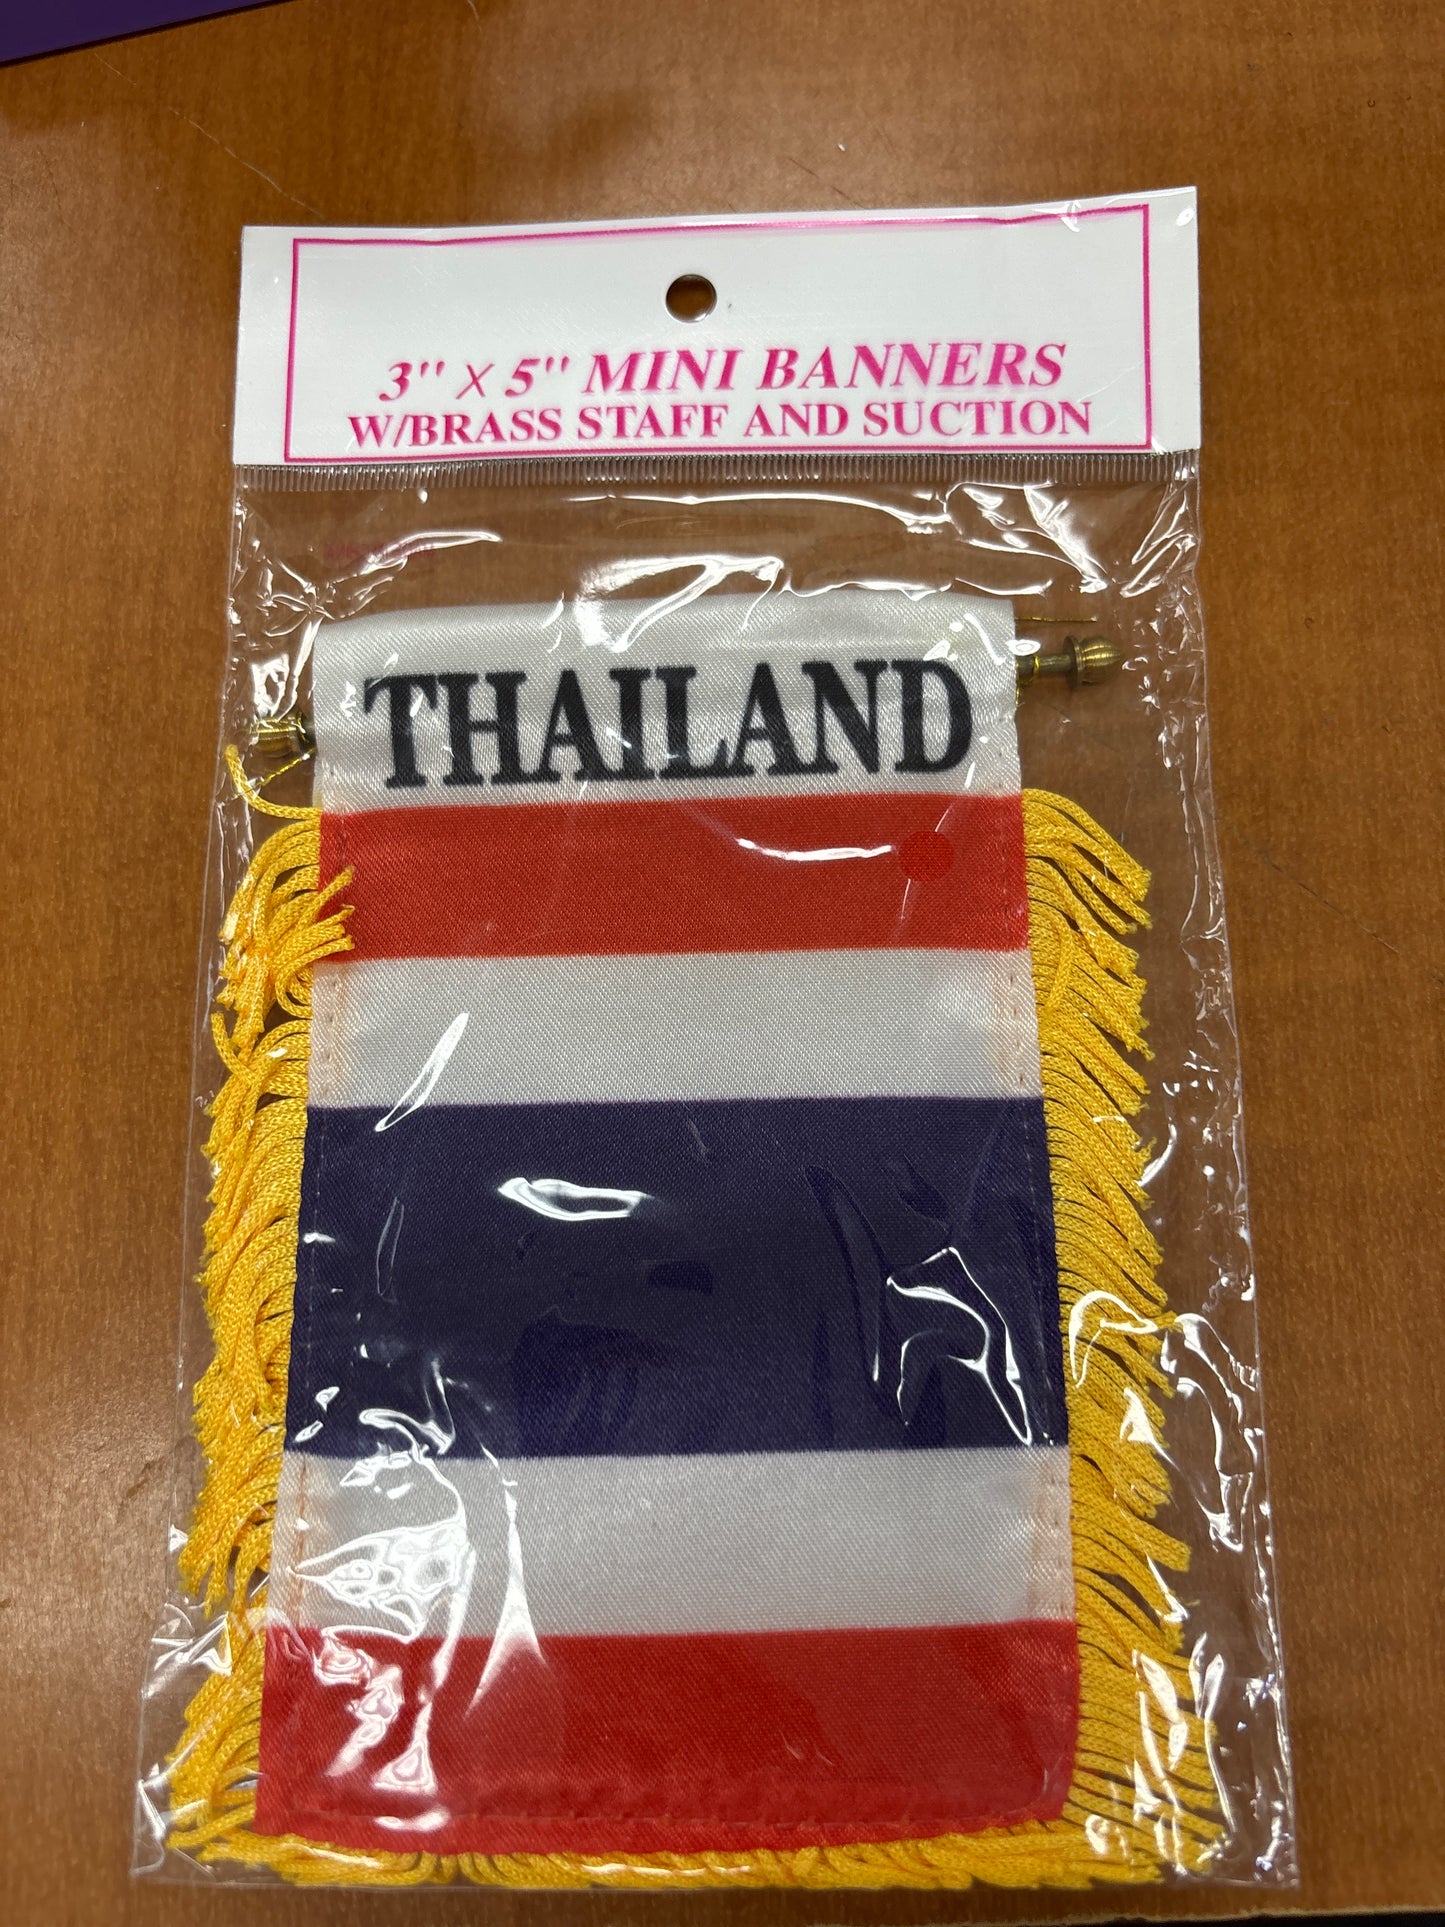 3" X 5" MINI BANNERS
W/BRASS STAFF AND SUCTION
THAILAND